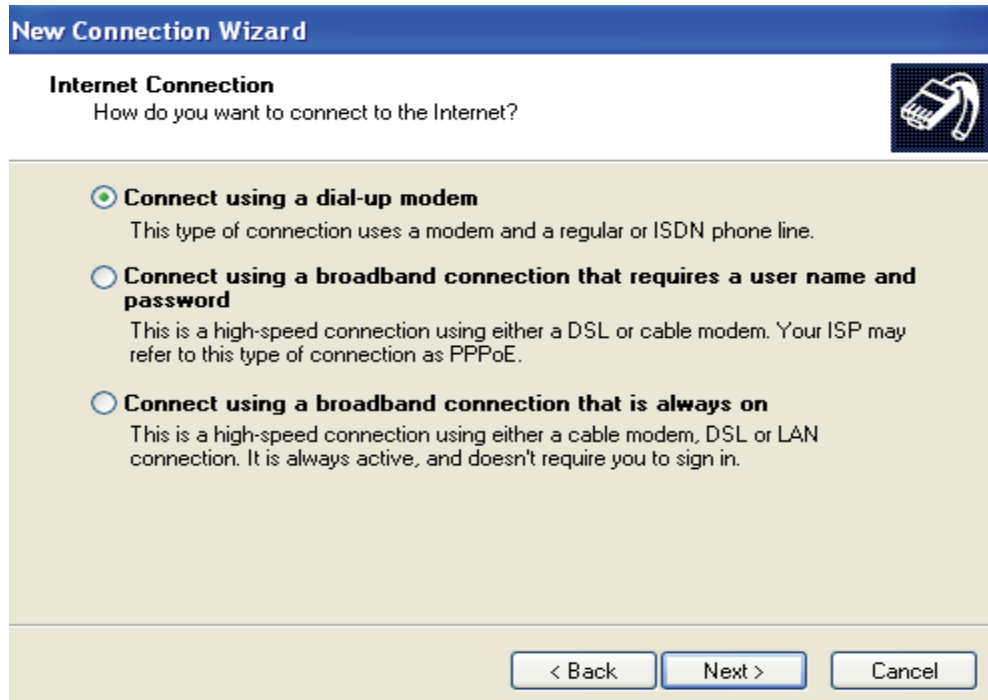 New Connection Wizard
Internet Connection
How do you want to connect to the Internet?
Connect using a dial-up modem
This type of connection uses a modem and a regular or ISDN phone line.
Connect using a broadband connection that requires a user name and
password
This is a high-speed connection using either a DSL or cable modem. Your ISP may
refer to this type of connection as PPPoE.
Connect using a broadband connection that is always on
This is a high-speed connection using either a cable modem, DSL or LAN
connection. It is always active, and doesn't require you to sign in.
< Back Next > Cancel